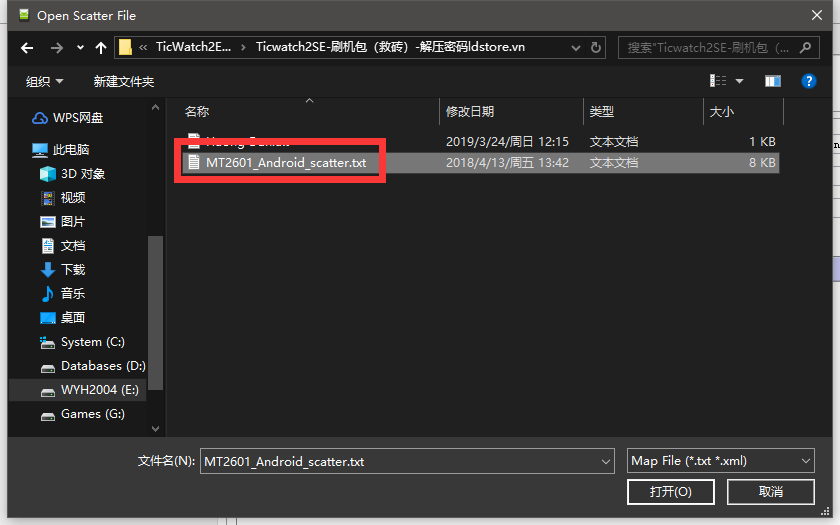 Open Scatter File
« TicWatch2E... › Ticwatch2SE-刷机包（救砖）-解压密码ldstore.vn
搜索"Ticwatch2SE-刷机包（...
组织 新建文件夹
名称 修改日期 类型 大小
WPS网盘
此电脑
3D 对象
视频
图片
文档
下载
音乐
桌面
System (C:)
Databases (D:)
WYH2004 (E:)
Games (G:)
2019/3/24/周日 12:15 文本文档 1 KB
MT2601_Android_scatter.txt 2018/4/13/周五 13:42 文本文档 8 KB
文件名(N): MT2601_Android_scatter.txt Map File (*.txt *.xml)
打开(O) 取消